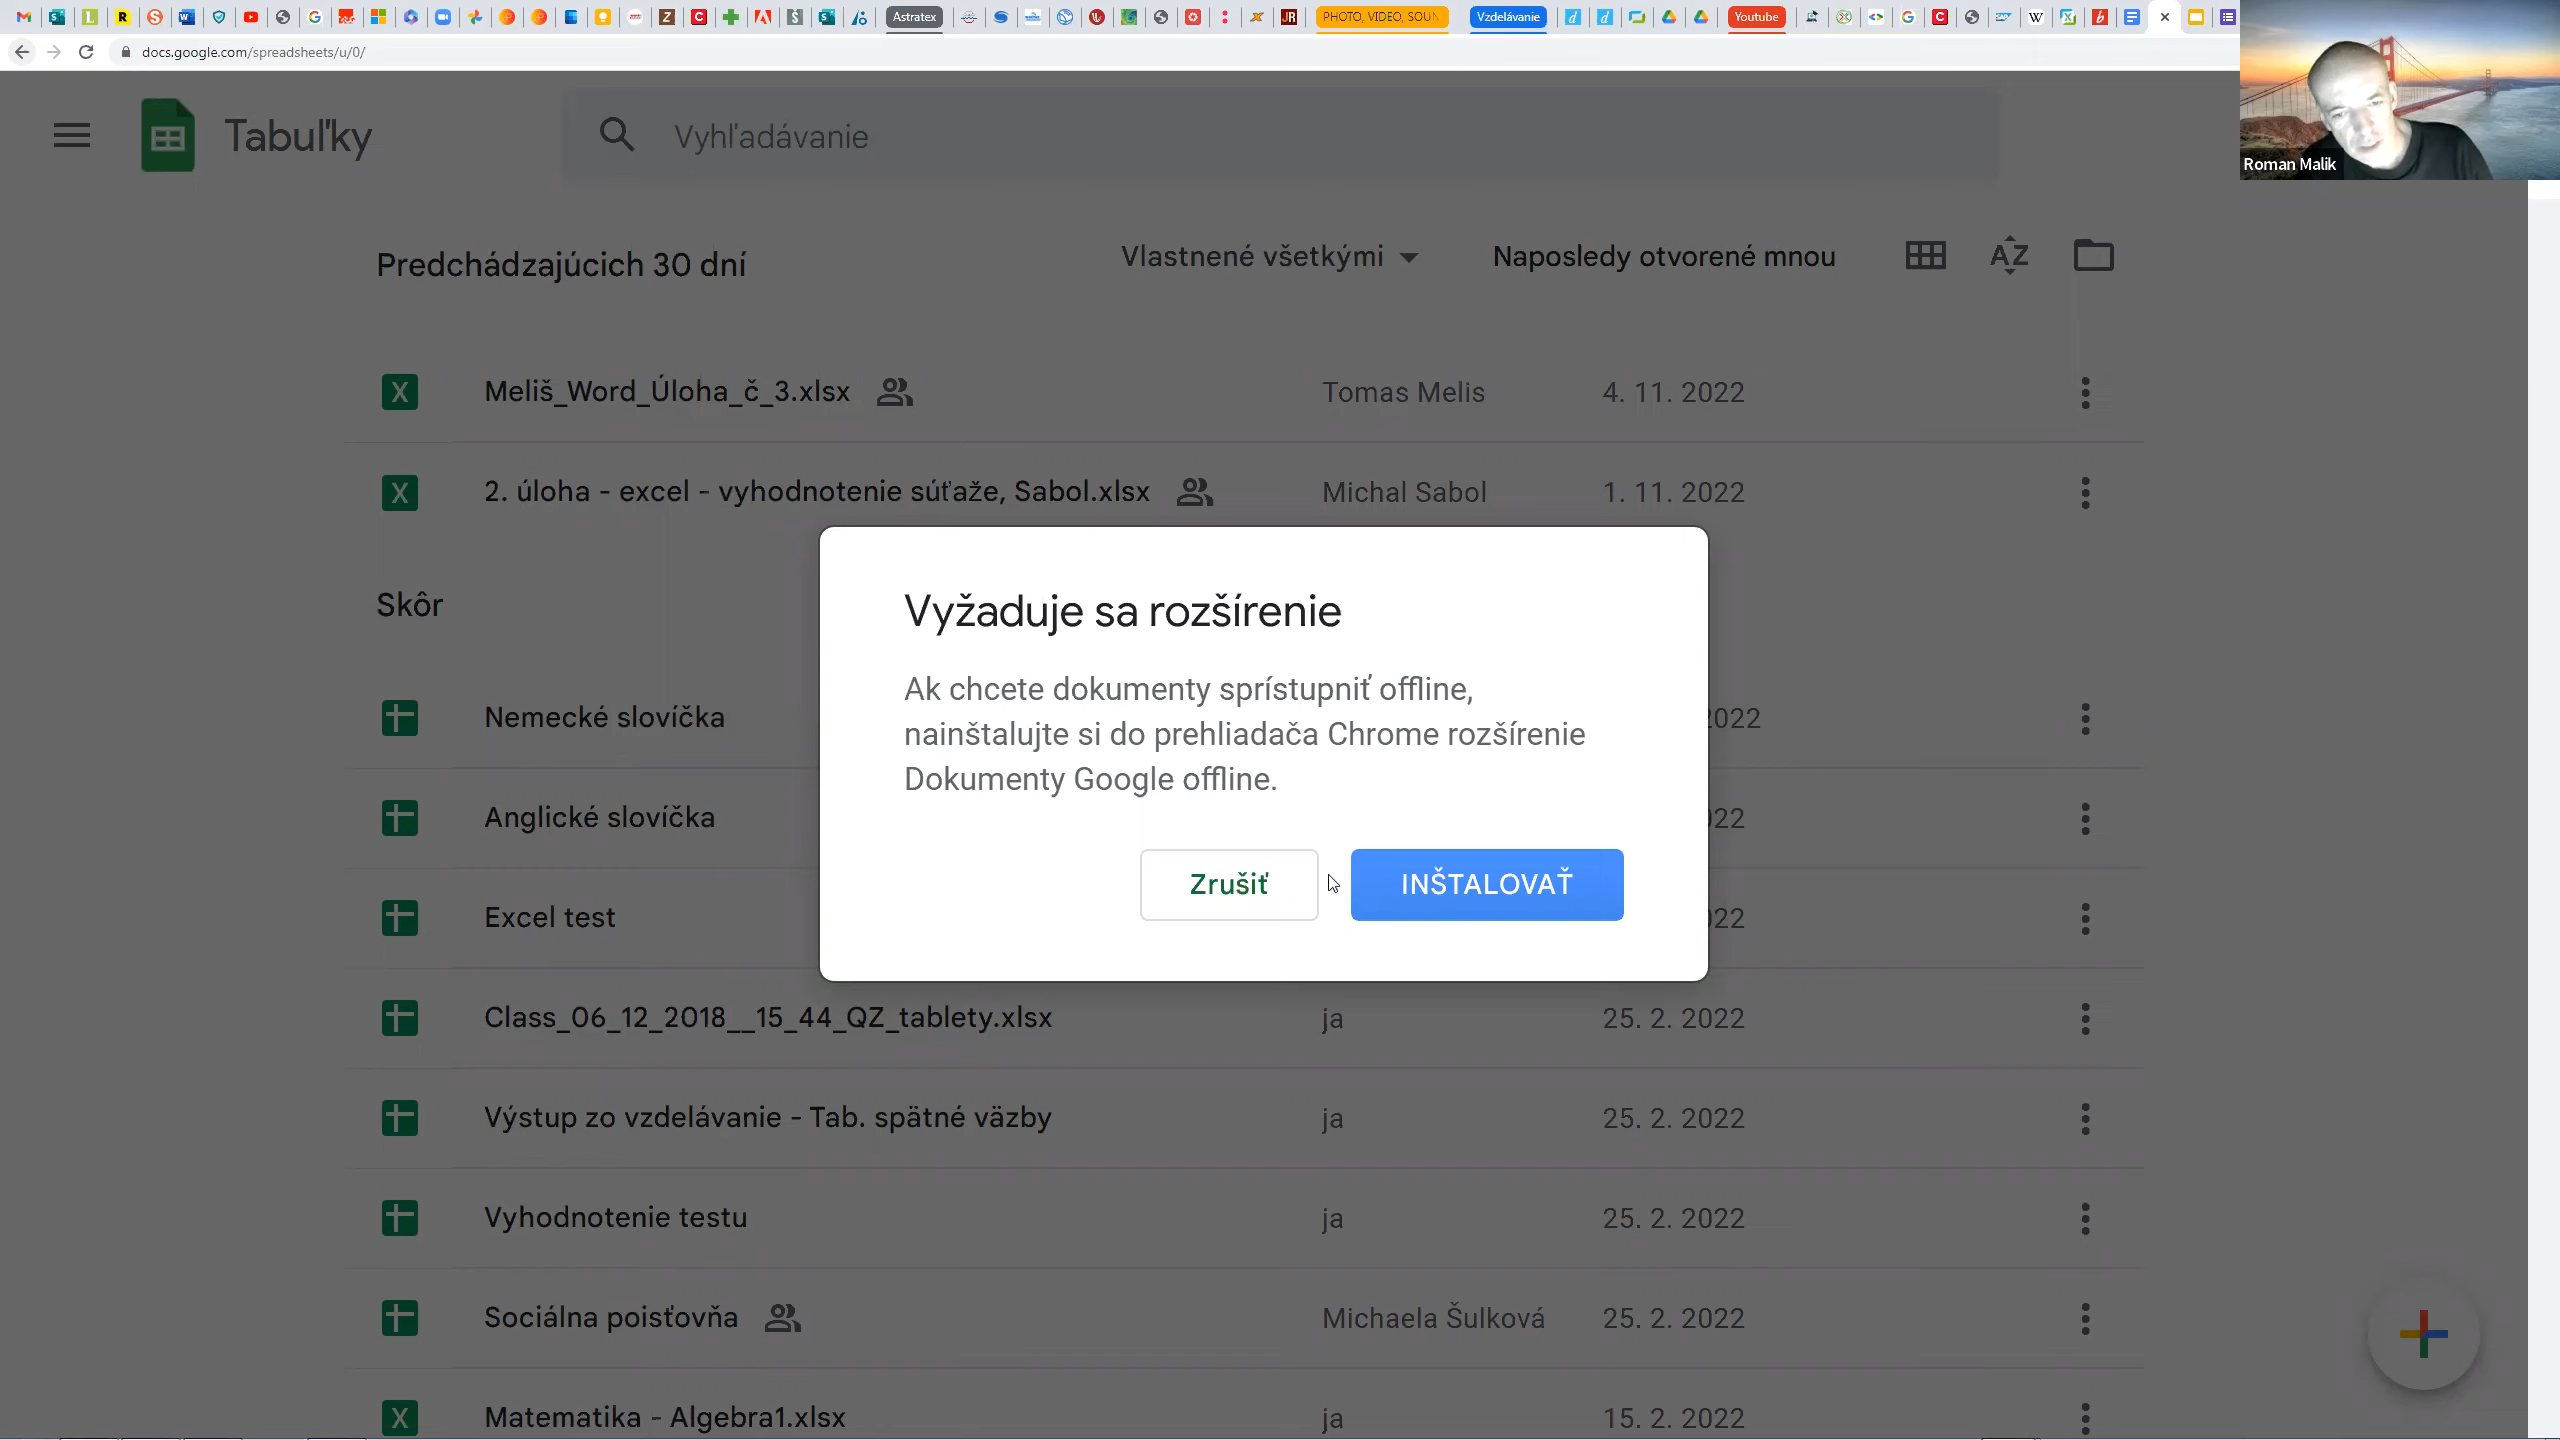 Astratex
PHOTO, VIDEO, SOUN
Vzdelávanie
Youtube
docs.google.com/spreadsheets/u/0/
Roman Malik
Tabuľky
Vyhľadávanie
Predchádzajúcich 30 dní
Vlastnené všetkými
Naposledy otvorené mnou
AZ
Meliš_Word_Úloha_č_3.xlsx Tomas Melis 4. 11. 2022
2. úloha - excel - vyhodnotenie súťaže, Sabol.xlsx Michal Sabol 1. 11. 2022
Skôr
Vyžaduje sa rozšírenie
Ak chcete dokumenty sprístupniť offline,
nainštalujte si do prehliadača Chrome rozšírenie
Dokumenty Google offline.
Zrušiť
INŠTALOVAŤ
Nemecké slovíčka 2022
Anglické slovíčka 22
Excel test 22
Class_06_12_2018__15_44_QZ_tablety.xlsx ja 25. 2. 2022
Výstup zo vzdelávanie - Tab. spätné väzby ja 25. 2. 2022
Vyhodnotenie testu ja 25. 2. 2022
Sociálna poisťovňa Michaela Šulková 25. 2. 2022
Matematika - Algebra1.xlsx ja 15. 2. 2022